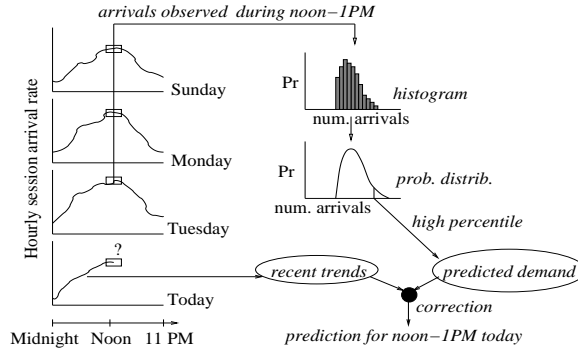 arrivals observed during noon−1PM
Hourly session arrival rate
Sunday
Monday
Tuesday
?
Today
Midnight Noon 11 PM
Pr
histogram
num. arrivals
Pr
prob. distrib.
num. arrivals
high percentile
recent trends
predicted demand
correction
prediction for noon−1PM today